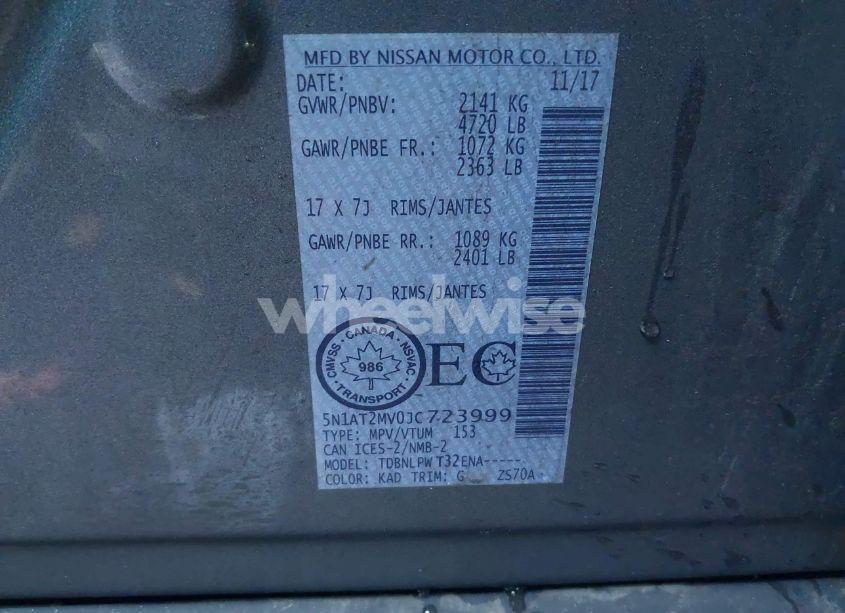 MFD BY NISSAN MOTOR CO., LTD.
DATE: 11/17
GVWR/PNBV: 2141 KG
4720 LB
GAWR/PNBE FR.: 1072 KG
2363 LB
17 X 7J RIMS/JANTES
GAWR/PNBE RR.: 1089 KG
2401 LB
17 X 7J RIMS/JANTES
wheelwise
CANADA
CMVSS 986 NSVAC
TRANSPORT
EC
5N1AT2MV0JC723999
TYPE: MPV/VTUM 153
CAN ICES-2/NMB-2
MODEL: TDBNLPW T32ENA-----
COLOR: KAD TRIM: G ZS70A